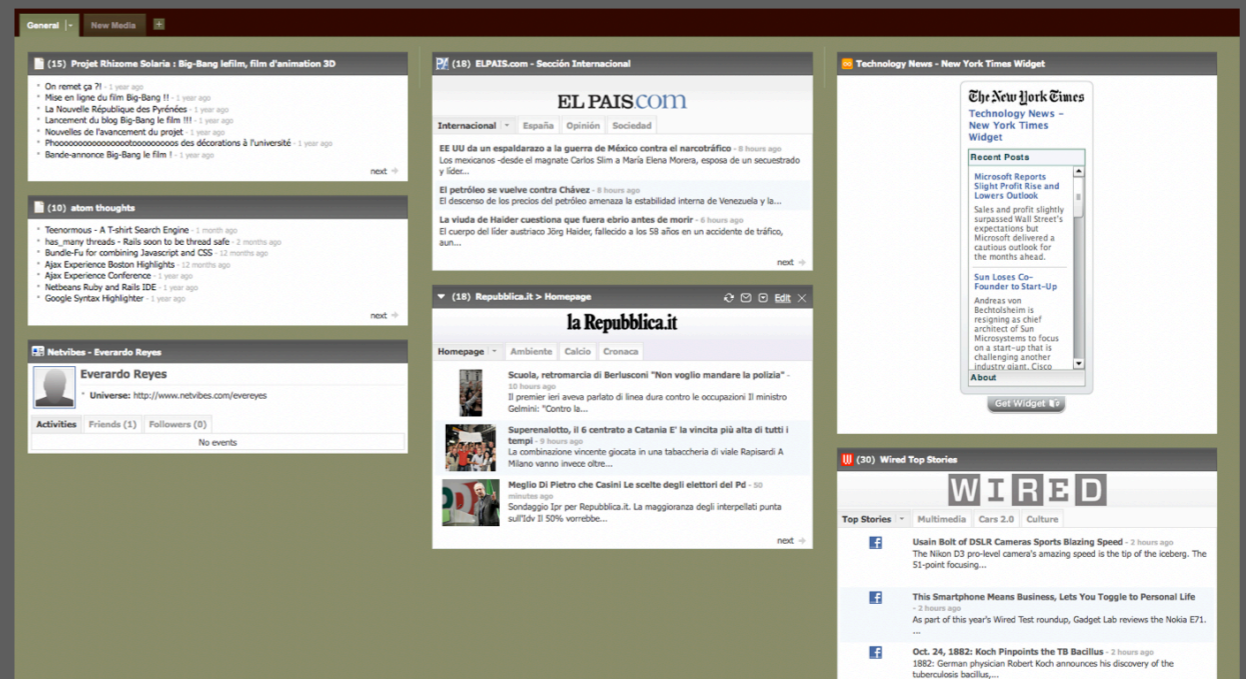 General
New Media
(15) Projet Rhizome Solaria : Big-Bang lefilm, film d'animation 3D
On remet ça ?! - 1 year ago
Mise en ligne du film Big-Bang !! - 1 year ago
La Nouvelle République des Pyrénées - 1 year ago
Lancement du blog Big-Bang le film !!! - 1 year ago
Nouvelles de l'avancement du projet - 1 year ago
des décorations à l'université - 1 year ago
Bande-annonce Big-Bang le film ! - 1 year ago
next
(10) atom thoughts
Teenormous - A T-shirt Search Engine - 1 month ago
has_many threads - Rails soon to be thread safe - 2 months ago
Bundle-Fu for combining Javascript and CSS - 12 months ago
Ajax Experience Boston Highlights - 12 months ago
Ajax Experience Conference - 1 year ago
Netbeans Ruby and Rails IDE - 1 year ago
Google Syntax Highlighter - 1 year ago
next
Netvibes - Everardo Reyes
Everardo Reyes
Universe: http://www.netvibes.com/evereyes
Activities Friends (1) Followers (0)
No events
(18) ELPAIS.com - Sección Internacional
EL PAIS.com
Internacional España Opinión Sociedad
EE UU da un espaldarazo a la guerra de México contra el narcotráfico - 8 hours ago
Los mexicanos -desde el magnate Carlos Slim a María Elena Morera, esposa de un secuestrado
y líder...
El petróleo se vuelve contra Chávez - 8 hours ago
El descenso de los precios del petróleo amenaza la estabilidad interna de Venezuela y la...
La viuda de Haider cuestiona que fuera ebrio antes de morir - 6 hours ago
El cuerpo del líder austriaco Jörg Haider, fallecido a los 58 años en un accidente de tráfico,
aun...
next
(18) Repubblica.it > Homepage
Edit
la Repubblica.it
Homepage Ambiente Calcio Cronaca
Scuola, retromarcia di Berlusconi "Non voglio mandare la polizia" -
10 hours ago
Il premier ieri aveva parlato di linea dura contro le occupazioni Il ministro
Gelmini: "Contro la...
Superenalotto, il 6 centrato a Catania E' la vincita più alta di tutti i
tempi - 9 hours ago
La combinazione vincente giocata in una tabaccheria di viale Rapisardi A
Milano vanno invece oltre...
Meglio Di Pietro che Casini Le scelte degli elettori del Pd - 50
minutes ago
Sondaggio Ipr per Repubblica.it. La maggioranza degli interpellati punta
sull'Idv Il 50% vorrebbe...
next
Technology News - New York Times Widget
The New York Times
Technology News -
New York Times
Widget
Recent Posts
Microsoft Reports
Slight Profit Rise and
Lowers Outlook
Sales and profit slightly
surpassed Wall Street's
expectations but
Microsoft delivered a
cautious outlook for
the months ahead.
Sun Loses Co-
Founder to Start-Up
Andreas von
Bechtolsheim is
resigning as chief
architect of Sun
Microsystems to focus
on a start-up that is
challenging another
industry giant, Cisco
About
Get Widget
(30) Wired Top Stories
WIRED
Top Stories Multimedia Cars 2.0 Culture
Usain Bolt of DSLR Cameras Sports Blazing Speed - 2 hours ago
The Nikon D3 pro-level camera's amazing speed is the tip of the iceberg. The
51-point focusing...
This Smartphone Means Business, Lets You Toggle to Personal Life
- 2 hours ago
As part of this year's Wired Test roundup, Gadget Lab reviews the Nokia E71.
...
Oct. 24, 1882: Koch Pinpoints the TB Bacillus - 2 hours ago
1882: German physician Robert Koch announces his discovery of the
tuberculosis bacillus,...